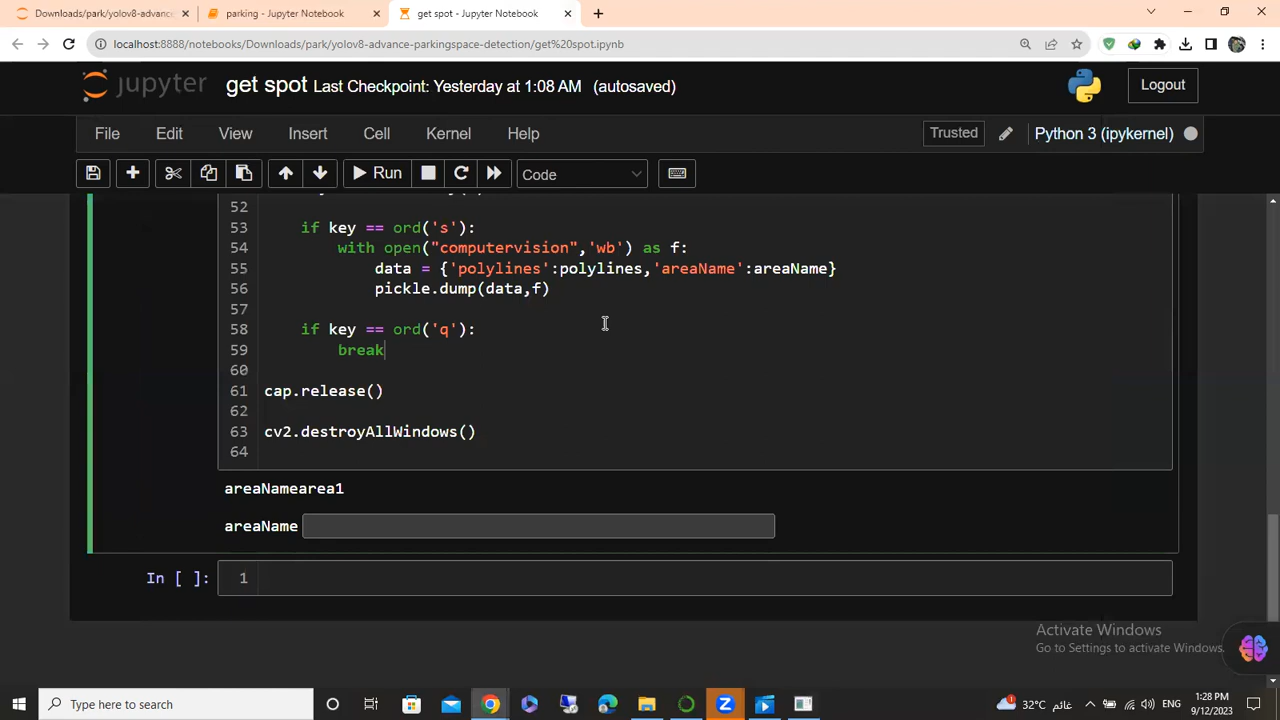 Downloads/park/yolov8-advanc
parking - Jupyter Notebook
get spot - Jupyter Notebook
localhost:8888/notebooks/Downloads/park/yolov8-advance-parkingspace-detection/get%20spot.ipynb
jupyter
get spot Last Checkpoint: Yesterday at 1:08 AM (autosaved)
Logout
File Edit View Insert Cell Kernel Help
Trusted
Python 3 (ipykernel)
Run
Code
52
53 if key == ord('s'):
54 with open("computervision",'wb') as f:
55 data = {'polylines':polylines,'areaName':areaName}
56 pickle.dump(data,f)
57
58 if key == ord('q'):
59 break
60
61 cap.release()
62
63 cv2.destroyAllWindows()
64
areaNamearea1
areaName
In [ ]: 1
Activate Windows
Go to Settings to activate Windows.
Type here to search
32°C غائم
ENG
1:28 PM
9/12/2023